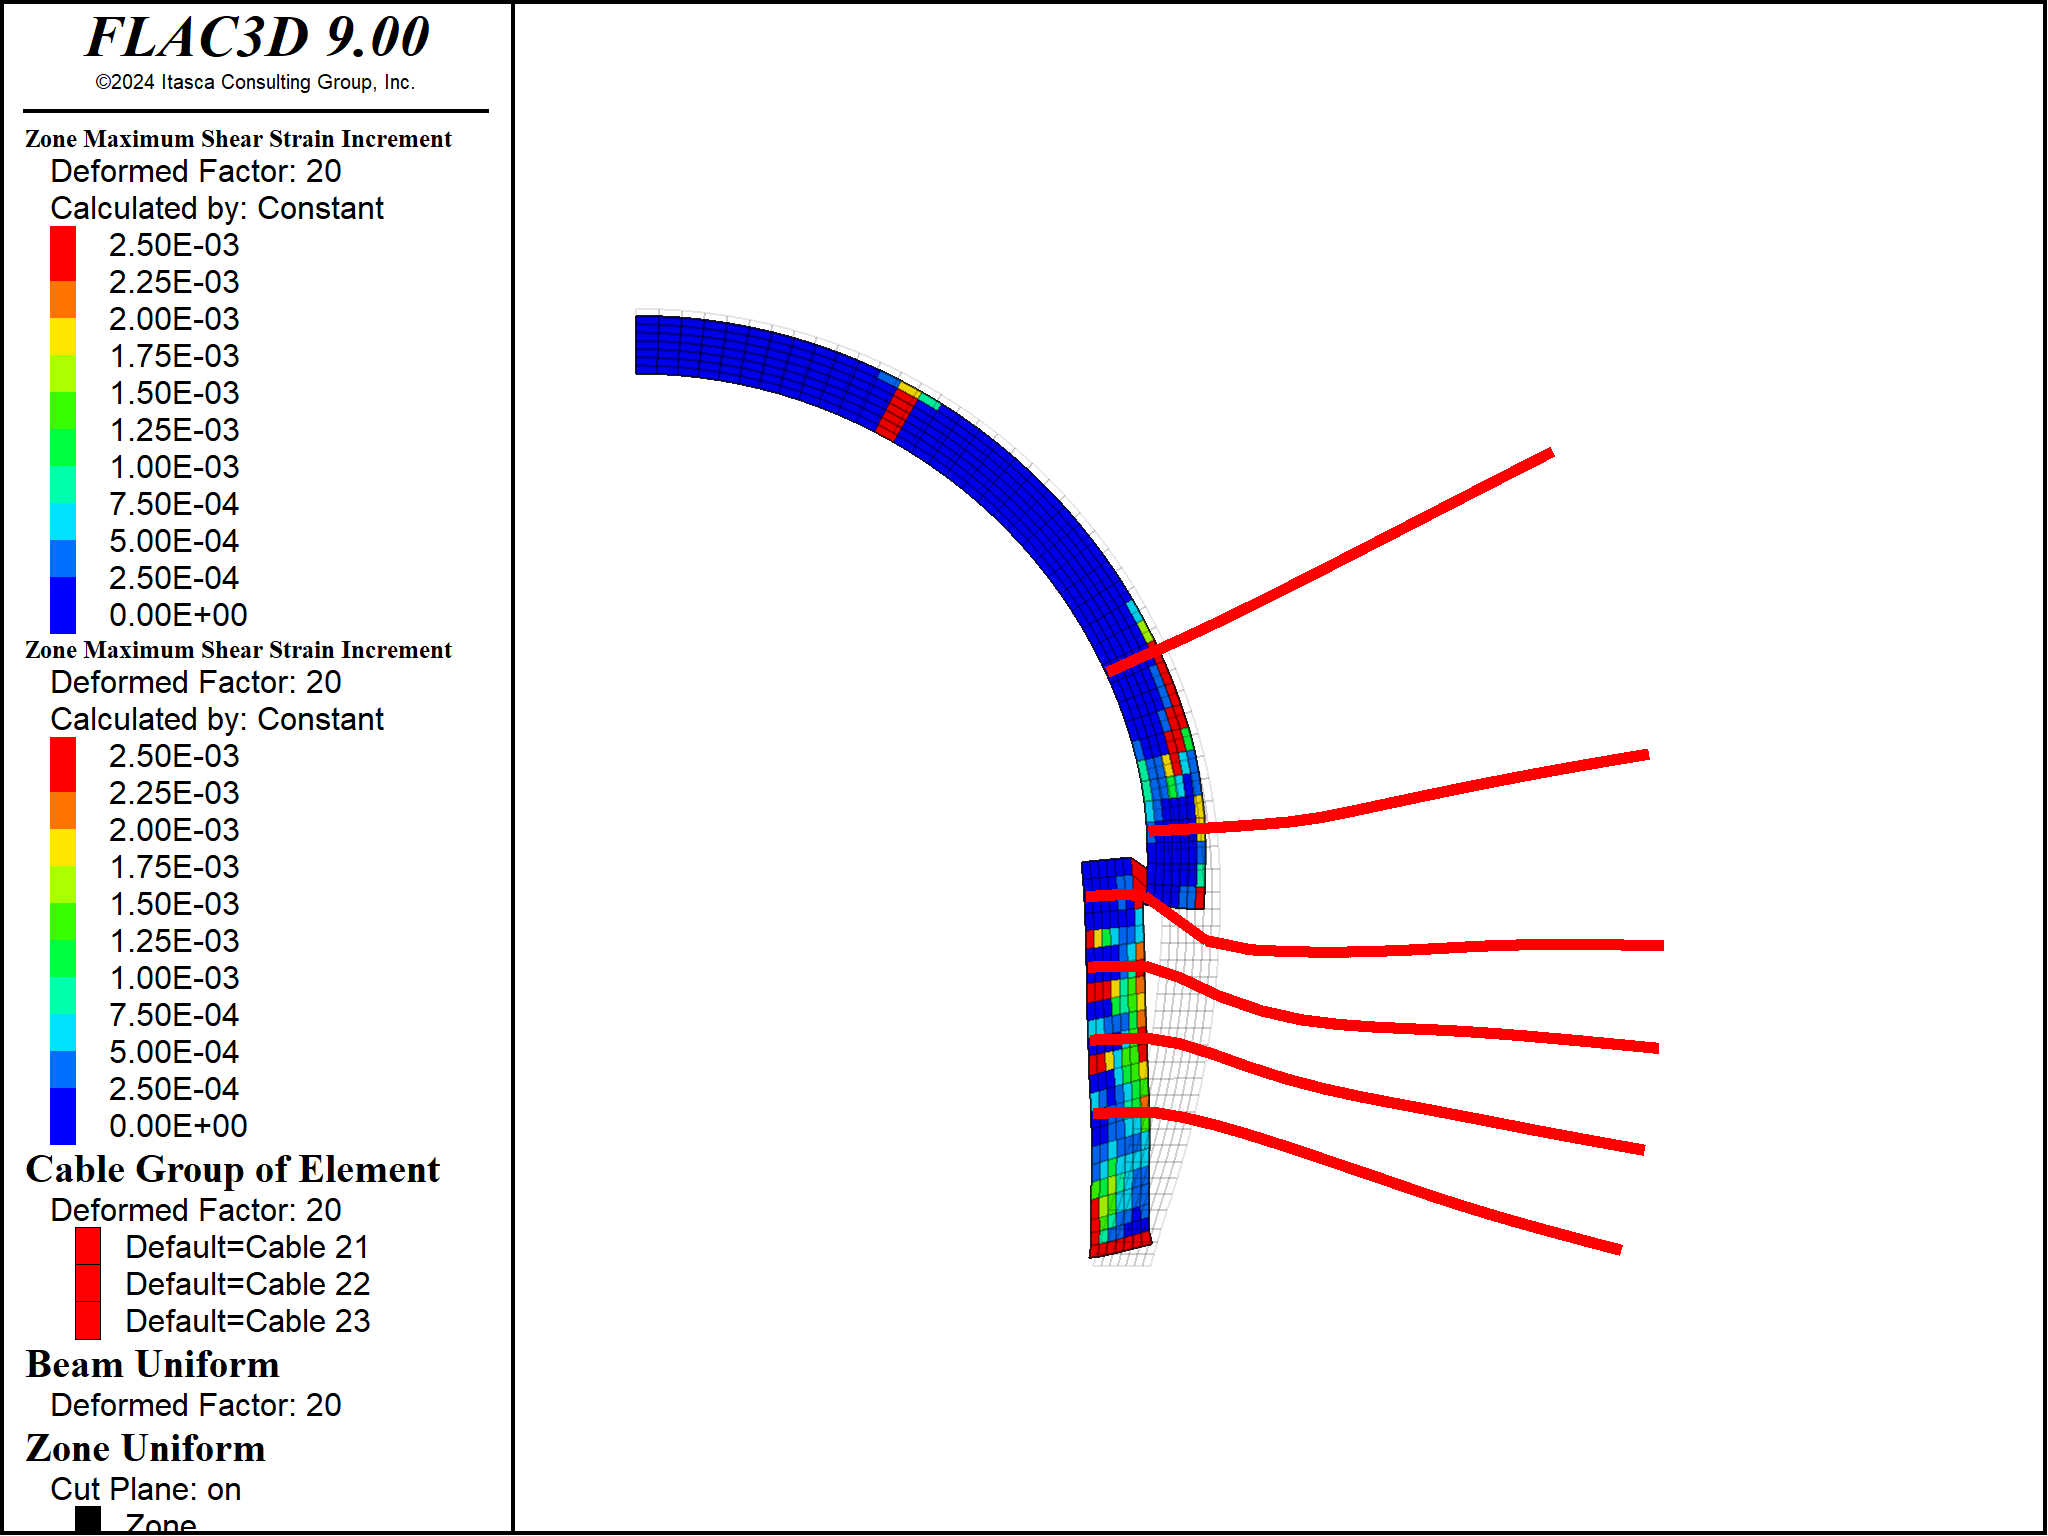 FLAC3D 9.00
©2024 Itasca Consulting Group, Inc.
Zone Maximum Shear Strain Increment
Deformed Factor: 20
Calculated by: Constant
2.50E-03
2.25E-03
2.00E-03
1.75E-03
1.50E-03
1.25E-03
1.00E-03
7.50E-04
5.00E-04
2.50E-04
0.00E+00
Zone Maximum Shear Strain Increment
Deformed Factor: 20
Calculated by: Constant
2.50E-03
2.25E-03
2.00E-03
1.75E-03
1.50E-03
1.25E-03
1.00E-03
7.50E-04
5.00E-04
2.50E-04
0.00E+00
Cable Group of Element
Deformed Factor: 20
Default=Cable 21
Default=Cable 22
Default=Cable 23
Beam Uniform
Deformed Factor: 20
Zone Uniform
Cut Plane: on
Zone